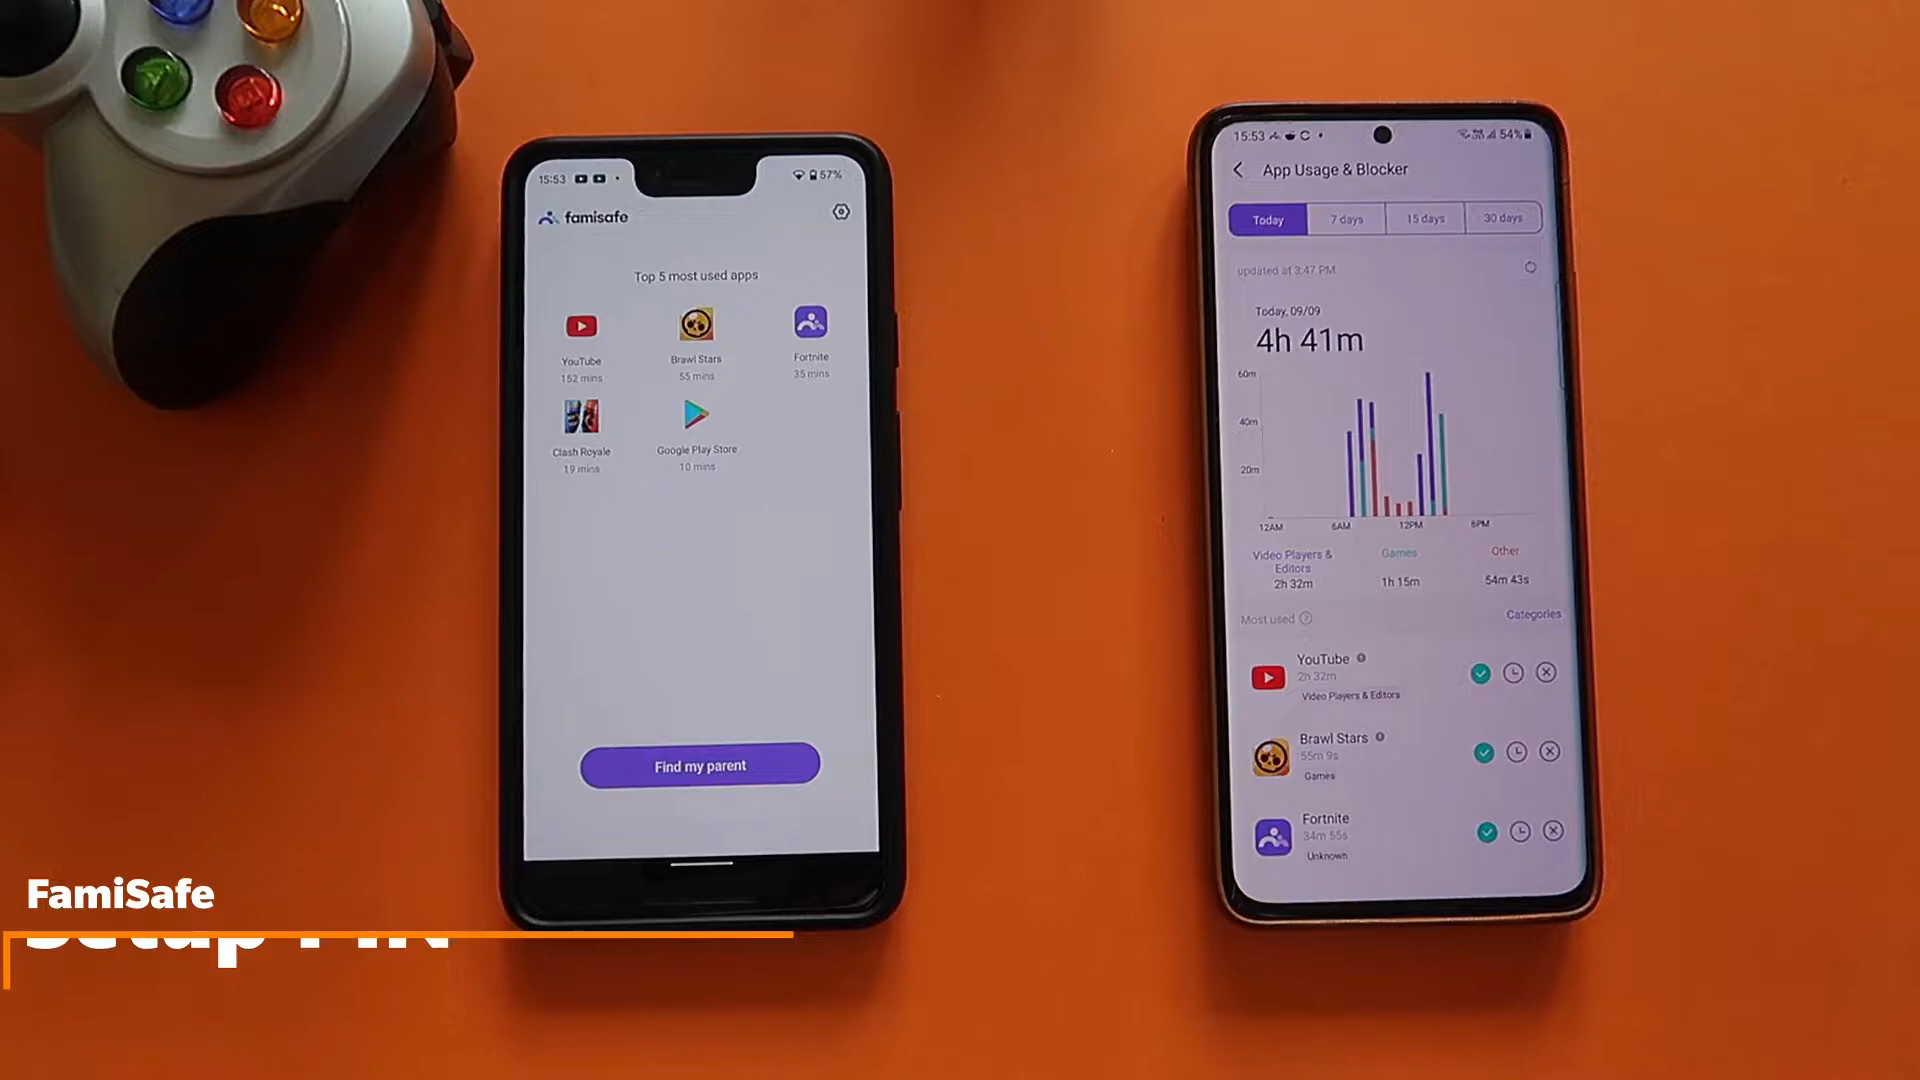 15:53
57%
famisafe
Top 5 most used apps
YouTube
152 mins
Brawl Stars
55 mins
Fortnite
35 mins
Clash Royale
19 mins
Google Play Store
10 mins
Find my parent
15:53
54%
App Usage & Blocker
Today
7 days
15 days
30 days
updated at 3:47 PM
Today, 09/09
4h 41m
60m
40m
20m
12AM
6AM
12PM
6PM
Video Players &
Editors
2h 32m
Games
1h 15m
Other
54m 43s
Most used
Categories
YouTube
2h 32m
Video Players & Editors
Brawl Stars
55m 9s
Games
Fortnite
34m 55s
Unknown
FamiSafe
Setup PIN